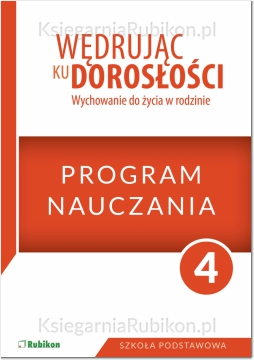 KsiegarniaRubikon.pl
WĘDRUJĄC
KU DOROSŁOŚCI
Wychowanie do życia w rodzinie
PROGRAM
NAUCZANIA
4
Rubikon
SZKOŁA PODSTAWOWA
KsiegarniaRubikon.pl